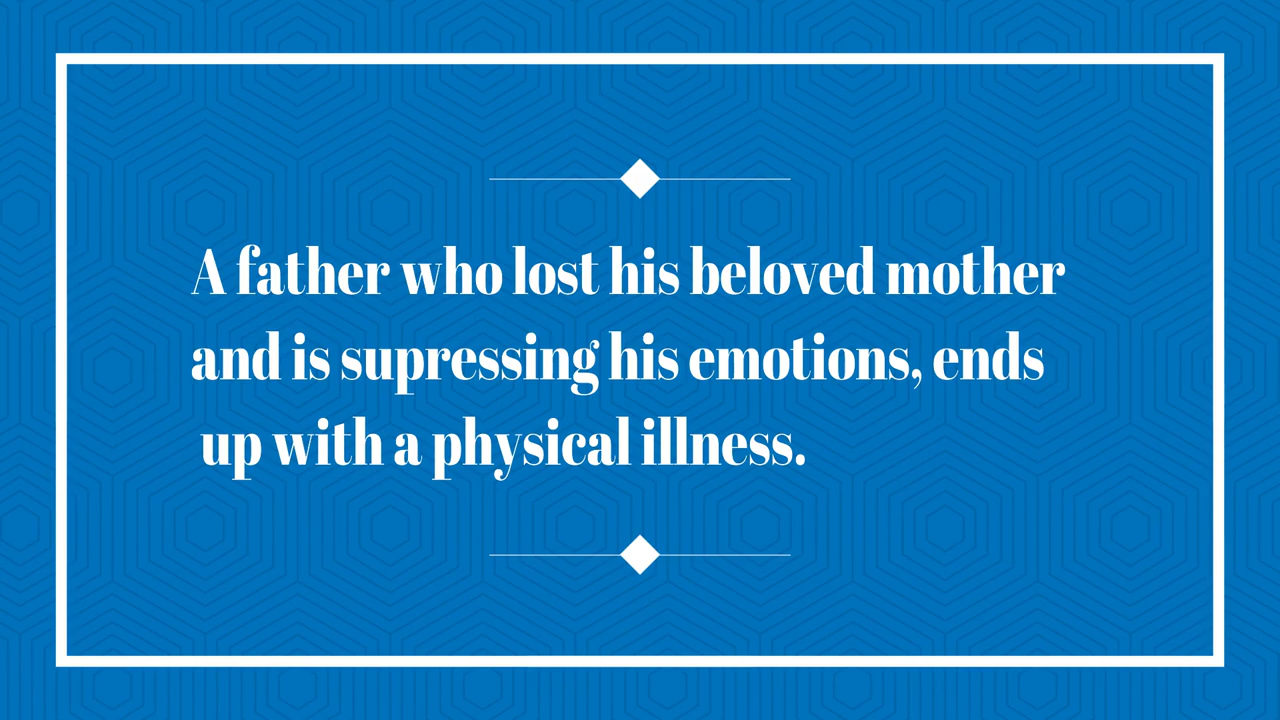 A father who lost his beloved mother
and is supressing his emotions, ends
up with a physical illness.